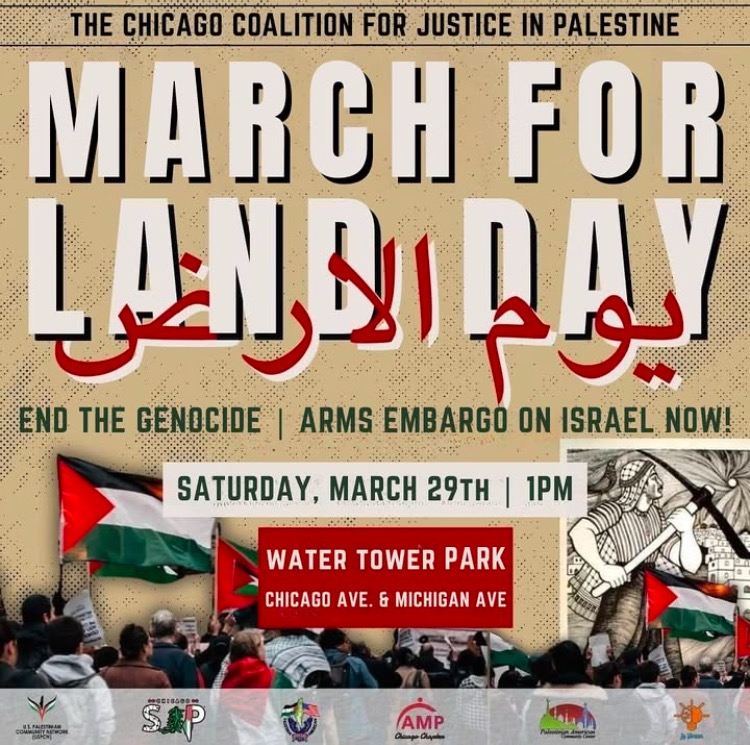 THE CHICAGO COALITION FOR JUSTICE IN PALESTINE
MARCH FOR
LAND DAY
يوم الارض
END THE GENOCIDE | ARMS EMBARGO ON ISRAEL NOW!
SATURDAY, MARCH 29TH | 1PM
WATER TOWER PARK
CHICAGO AVE. & MICHIGAN AVE
U.S. PALESTINIAN
COMMUNITY NETWORK
(USPCN)
CHICAGO
SJP
AMP
Chicago Chapter
Palestinian American
Community Center